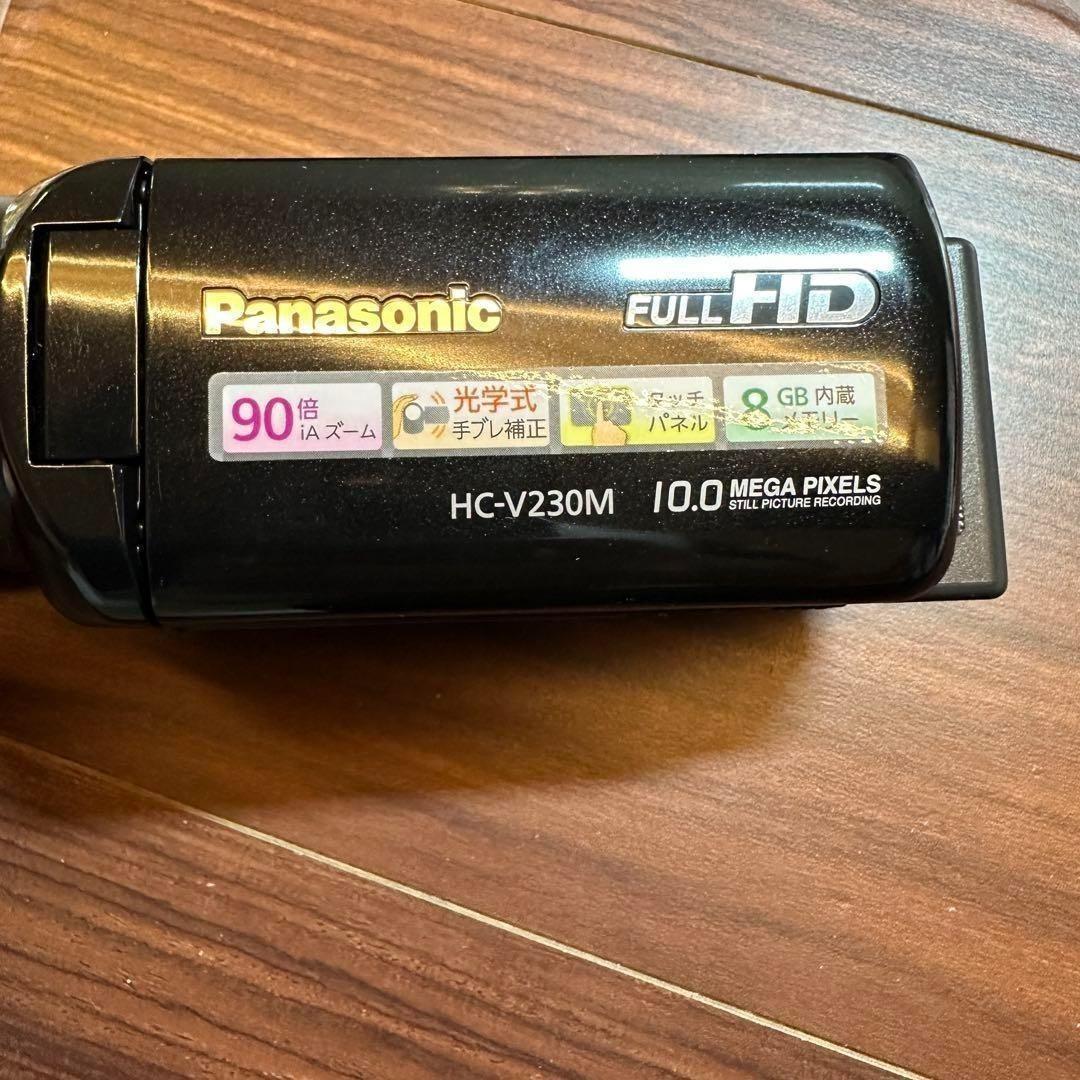 Panasonic
FULL HD
90倍
iA ズーム
光学式
手ブレ補正
タッチ
パネル
8 GB 内蔵
メモリー
HC-V230M
10.0 MEGA PIXELS
STILL PICTURE RECORDING